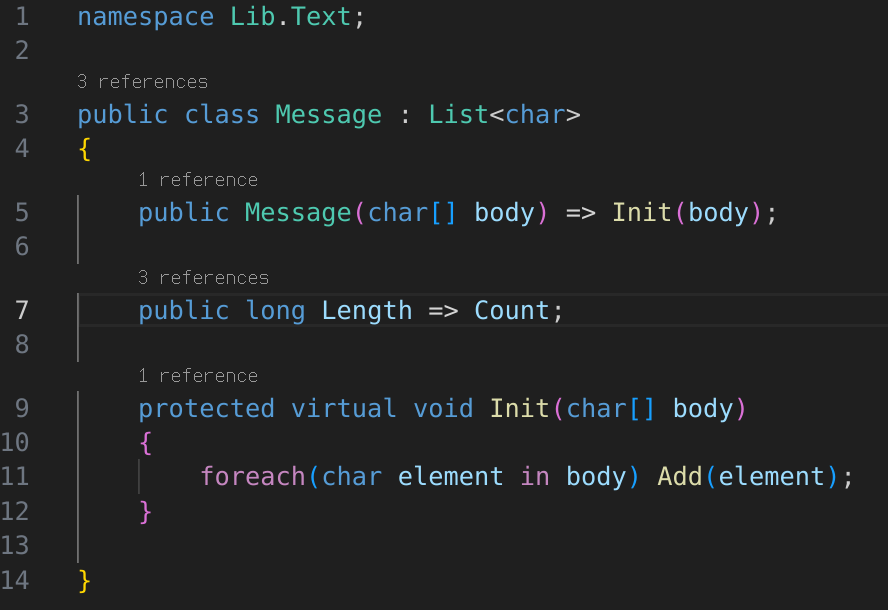 1 namespace Lib.Text;
2
3 references
3 public class Message : List<char>
4 {
1 reference
5 public Message(char[] body) => Init(body);
6
3 references
7 public long Length => Count;
8
1 reference
9 protected virtual void Init(char[] body)
10 {
11 foreach(char element in body) Add(element);
12 }
13
14 }